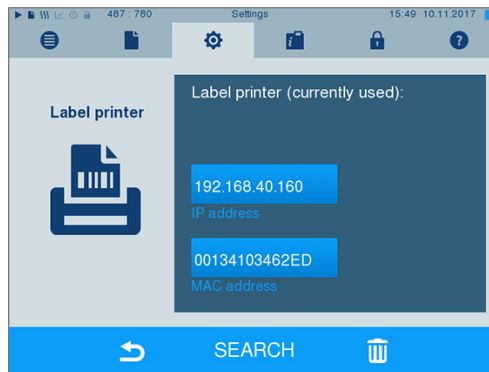 487 : 780 Settings 15:49 10.11.2017
Label printer
Label printer (currently used):
192.168.40.160
IP address
00134103462ED
MAC address
SEARCH